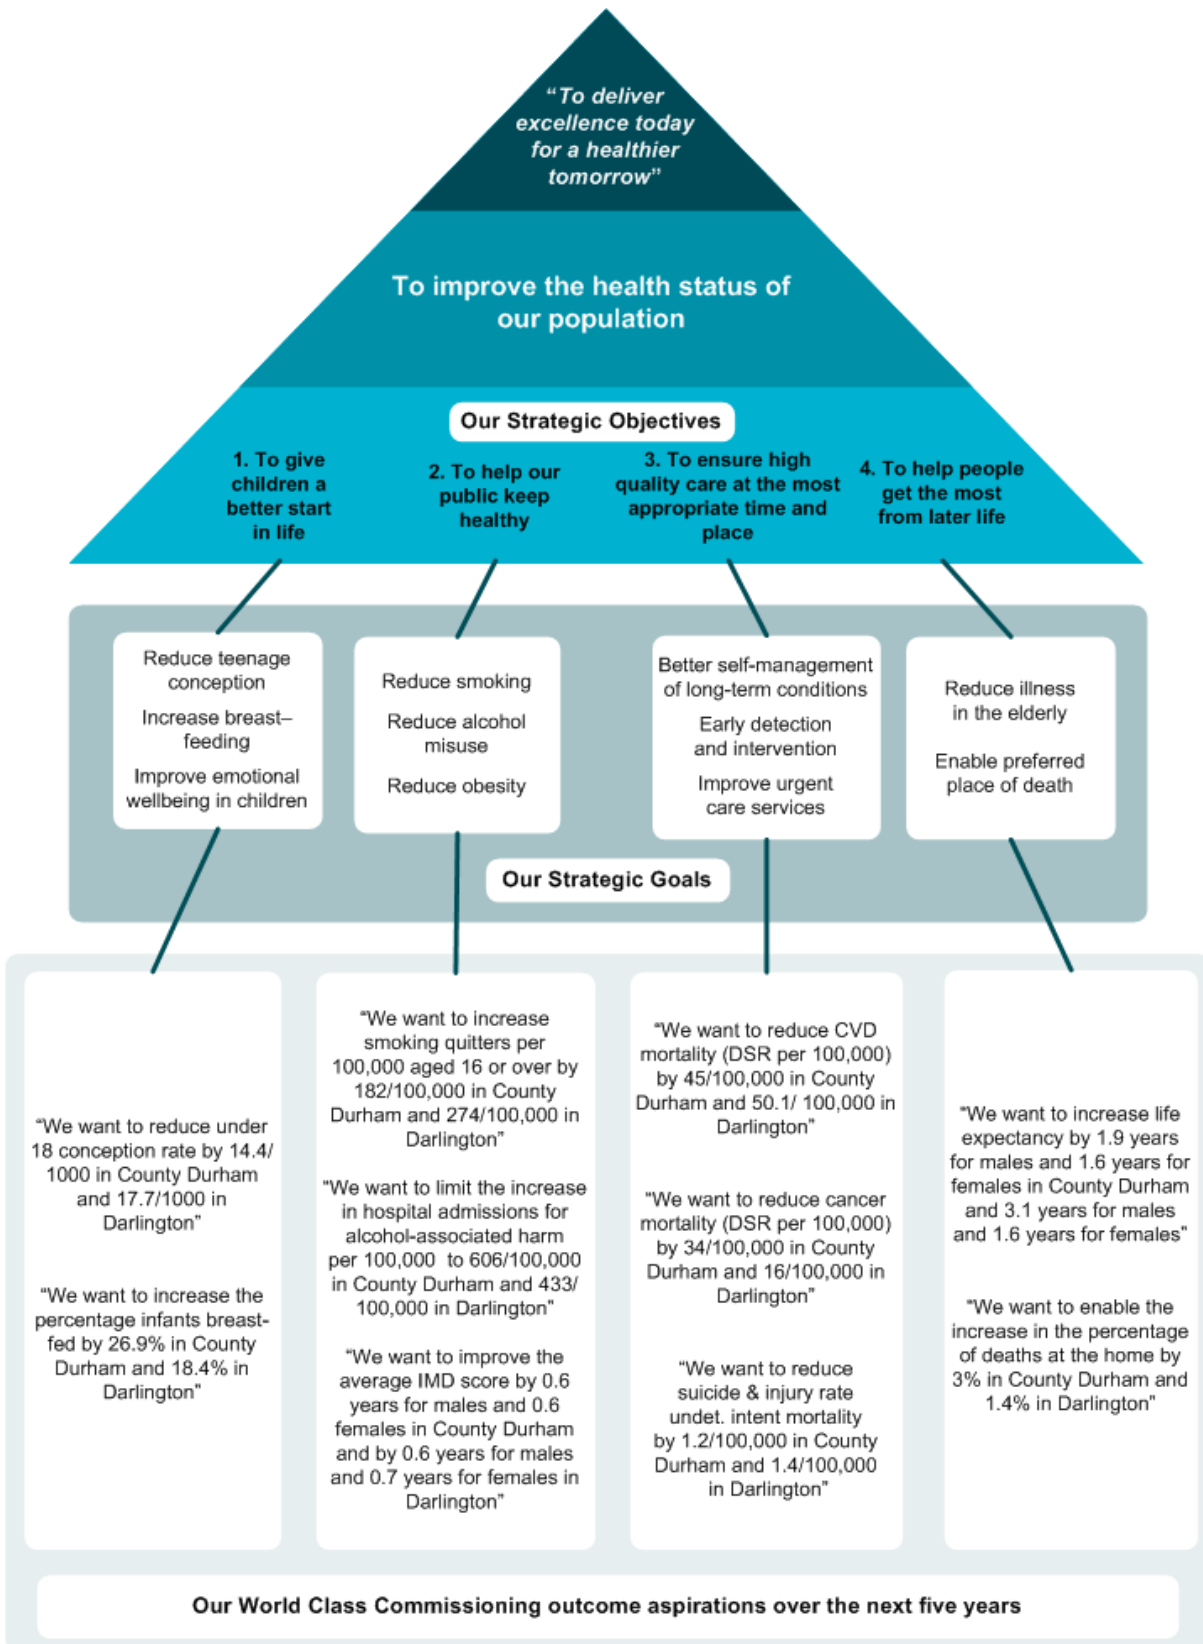 “To deliver
excellence today
for a healthier
tomorrow”
To improve the health status of
our population
Our Strategic Objectives
1. To give
children a
better start
in life
2. To help our
public keep
healthy
3. To ensure high
quality care at the most
appropriate time and
place
4. To help people
get the most
from later life
Reduce teenage
conception
Increase breast–
feeding
Improve emotional
wellbeing in children
Reduce smoking
Reduce alcohol
misuse
Reduce obesity
Better self-management
of long-term conditions
Early detection
and intervention
Improve urgent
care services
Reduce illness
in the elderly
Enable preferred
place of death
Our Strategic Goals
“We want to reduce under
18 conception rate by 14.4/
1000 in County Durham
and 17.7/1000 in
Darlington”
“We want to increase the
percentage infants breast-
fed by 26.9% in County
Durham and 18.4% in
Darlington”
“We want to increase
smoking quitters per
100,000 aged 16 or over by
182/100,000 in County
Durham and 274/100,000 in
Darlington”
“We want to limit the increase
in hospital admissions for
alcohol-associated harm
per 100,000  to 606/100,000
in County Durham and 433/
100,000 in Darlington”
“We want to improve the
average IMD score by 0.6
years for males and 0.6
females in County Durham
and by 0.6 years for males
and 0.7 years for females in
Darlington”
“We want to reduce CVD
mortality (DSR per 100,000)
by 45/100,000 in County
Durham and 50.1/ 100,000 in
Darlington”
“We want to reduce cancer
mortality (DSR per 100,000)
by 34/100,000 in County
Durham and 16/100,000 in
Darlington”
“We want to reduce
suicide & injury rate
undet. intent mortality
by 1.2/100,000 in County
Durham and 1.4/100,000
in Darlington”
“We want to increase life
expectancy by 1.9 years
for males and 1.6 years for
females in County Durham
and 3.1 years for males
and 1.6 years for females”
“We want to enable the
increase in the percentage
of deaths at the home by
3% in County Durham and
1.4% in Darlington”
Our World Class Commissioning outcome aspirations over the next five years